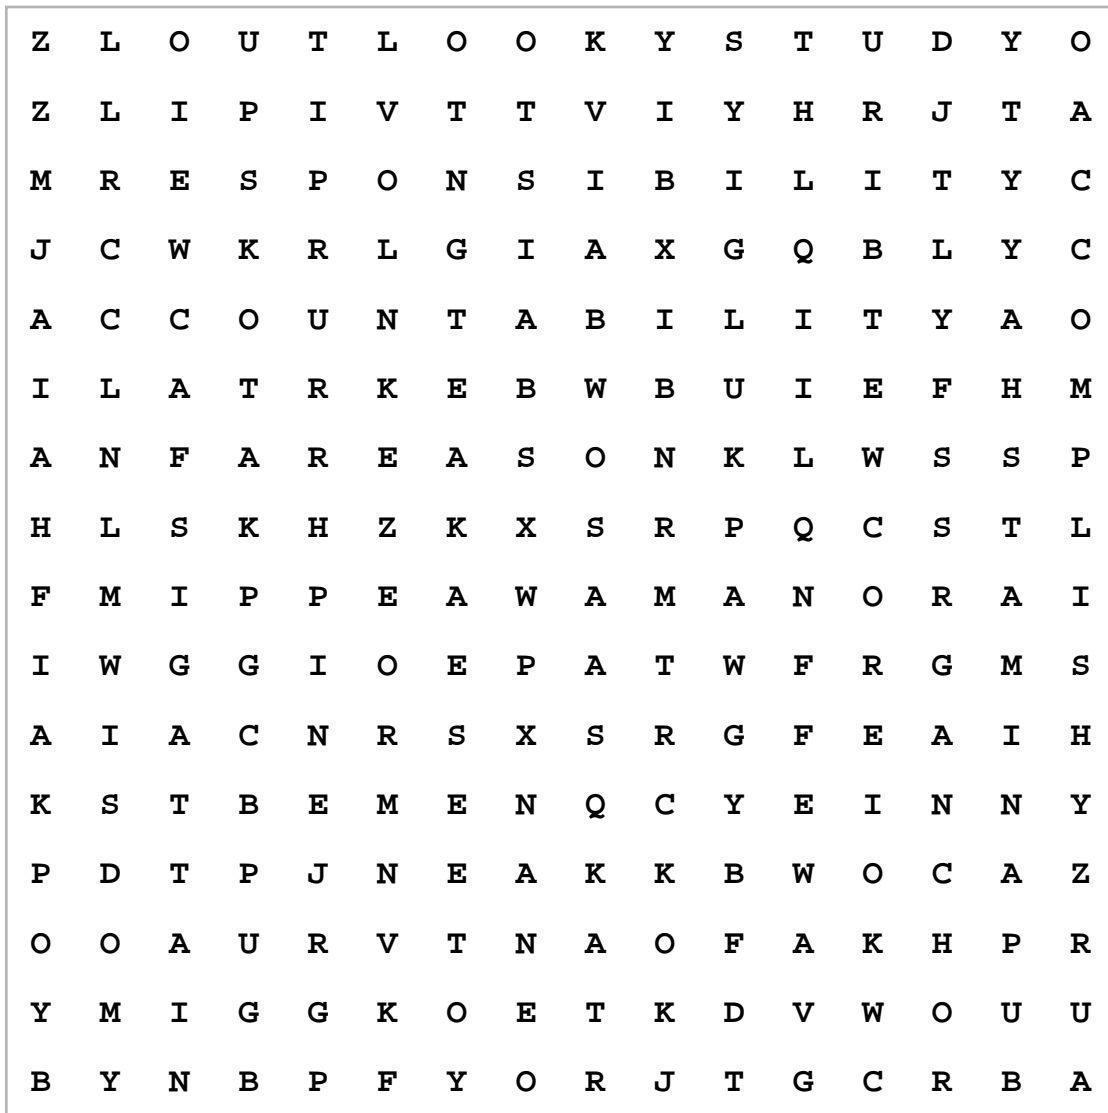 Z L O U T L O O K Y S T U D Y O
Z L I P I V T T V I Y H R J T A
M R E S P O N S I B I L I T Y C
J C W K R L G I A X G Q B L Y C
A C C O U N T A B I L I T Y A O
I L A T R K E B W B U I E F H M
A N F A R E A S O N K L W S S P
H L S K H Z K X S R P Q C S T L
F M I P P E A W A M A N O R A I
I W G G I O E P A T W F R G M S
A I A C N R S X S R G F E A I H
K S T B E M E N Q C Y E I N N Y
P D T P J N E A K K B W O C A Z
O O A U R V T N A O F A K H P R
Y M I G G K O E T K D V W O U U
B Y N B P F Y O R J T G C R B A